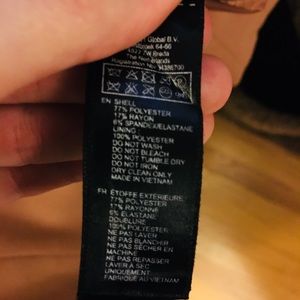 Global B.V.
64-66
Breda
The Netherlands
Registration No
EN SHELL
77% POLYESTER
17% RAYON
6% SPANDEX/ELASTANE
LINING :
100% POLYESTER
DO NOT WASH
DO NOT BLEACH
DO NOT TUMBLE DRY
DO NOT IRON
DRY CLEAN ONLY
MADE IN VIETNAM
FR ÉTOFFE EXTÉRIEURE
77% POLYESTER
17% RAYONNE
6% ELASTANE
DOUBLURE
100% POLYESTER
NE PAS LAVER
NE PAS BLANCHIR
NE PAS SÉCHER EN
MACHINE
NE PAS REPASSER
LAVER À SEC
UNIQUEMENT
FABRIQUÉ AU VIETNAM